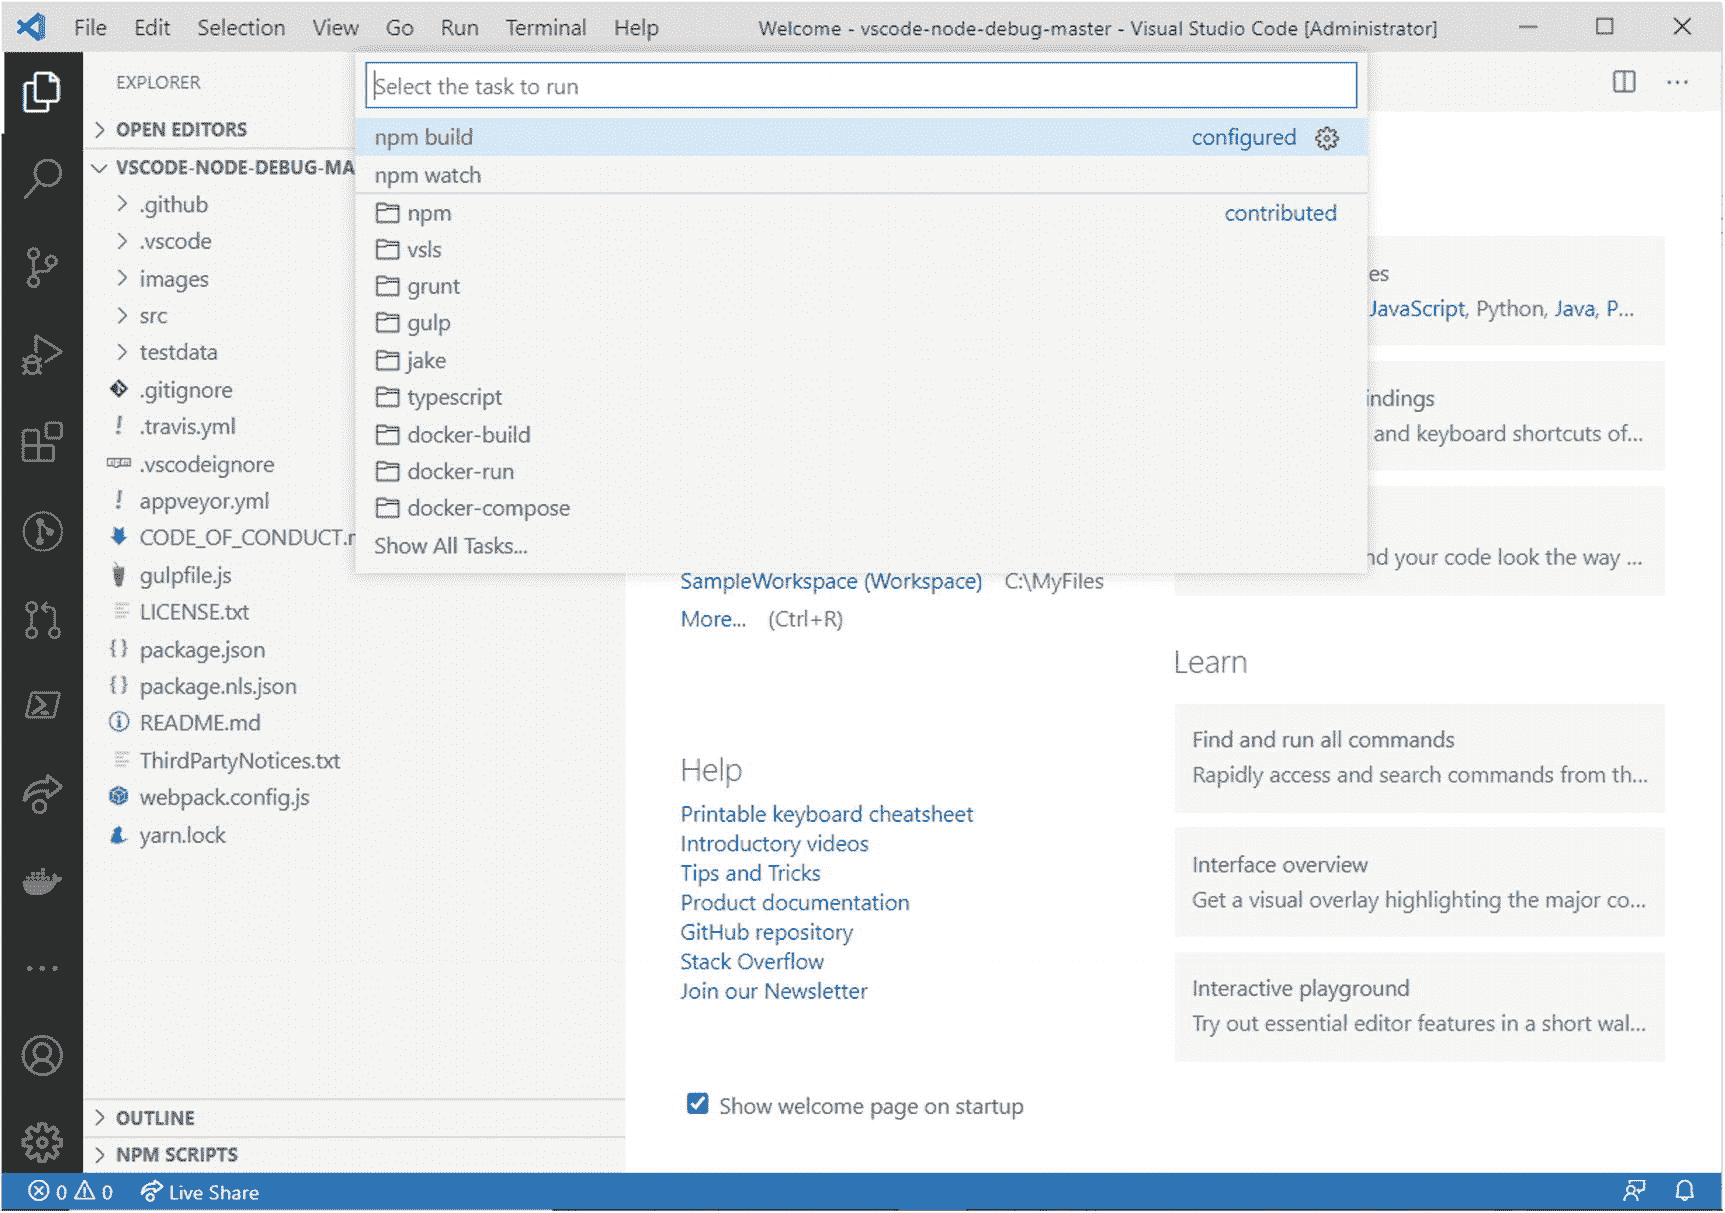 File Edit Selection View Go Run Terminal Help Welcome - vscode-node-debug-master - Visual Studio Code [Administrator]
EXPLORER
OPEN EDITORS
VSCODE-NODE-DEBUG-MA
.github
.vscode
images
src
testdata
.gitignore
.travis.yml
.vscodeignore
appveyor.yml
CODE_OF_CONDUCT.r
gulpfile.js
LICENSE.txt
package.json
package.nls.json
README.md
ThirdPartyNotices.txt
webpack.config.js
yarn.lock
OUTLINE
NPM SCRIPTS
Select the task to run
npm build configured
npm watch
npm contributed
vsls
grunt
gulp
jake
typescript
docker-build
docker-run
docker-compose
Show All Tasks...
SampleWorkspace (Workspace) C:\MyFiles
More... (Ctrl+R)
Help
Printable keyboard cheatsheet
Introductory videos
Tips and Tricks
Product documentation
GitHub repository
Stack Overflow
Join our Newsletter
Show welcome page on startup
es
JavaScript, Python, Java, P...
indings
and keyboard shortcuts of...
nd your code look the way ...
Learn
Find and run all commands
Rapidly access and search commands from th...
Interface overview
Get a visual overlay highlighting the major co...
Interactive playground
Try out essential editor features in a short wal...
0 0 Live Share